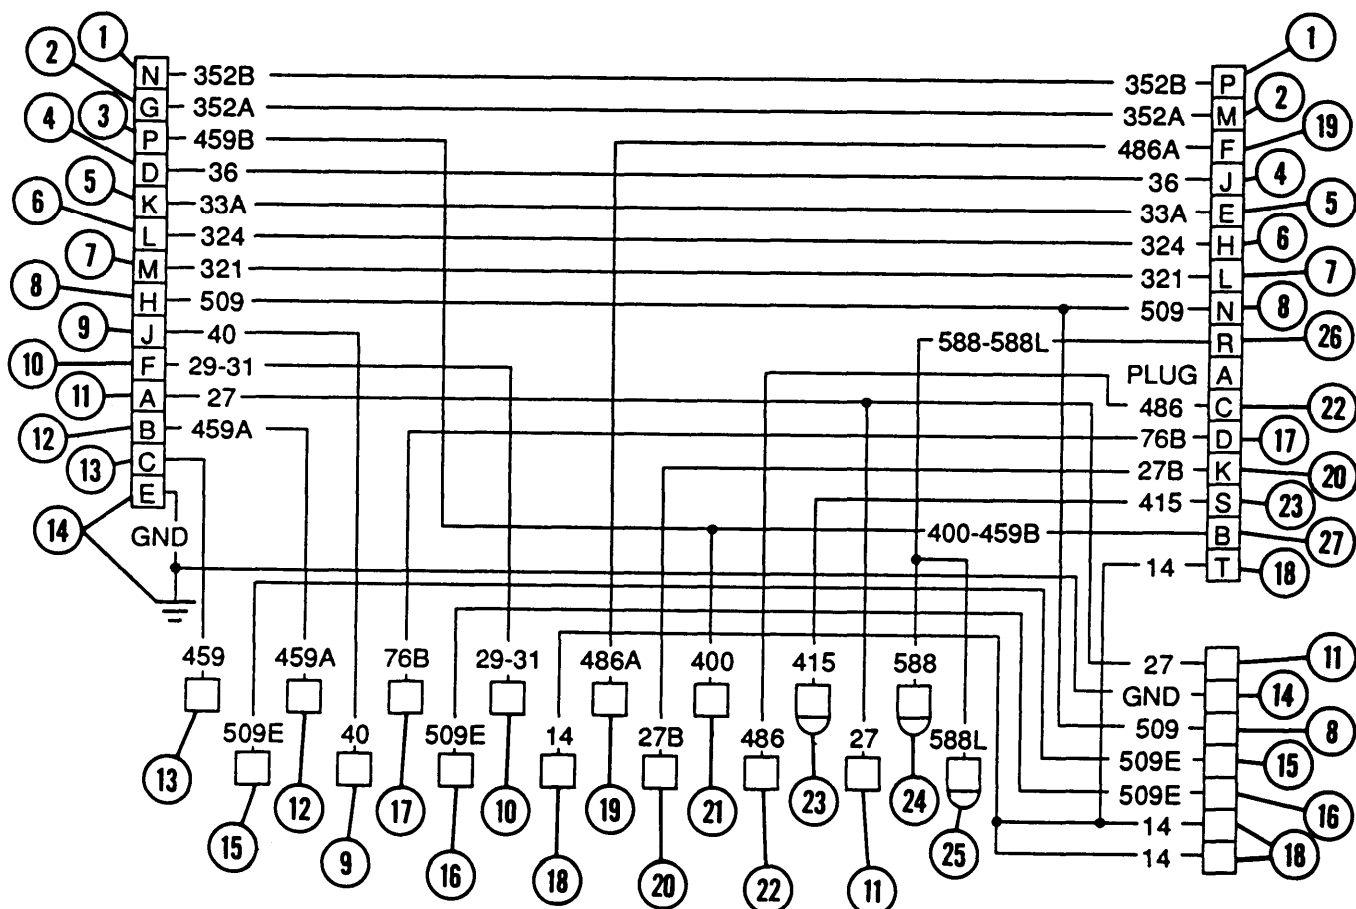 1 1
2 N 352B 352B P
4 G 352A 352A M 2
3 P 459B 486A F 19
5 D 36 36 J 4
6 K 33A 33A E 5
L 324 324 H 6
7 M 321 321 L 7
8 H 509 509 N 8
9 J 40 588-588L R 26
10 F 29-31 PLUG A
11 A 27 486 C 22
12 B 459A 76B D 17
13 C 27B K 20
E 415 S 23
14 GND 400-459B B 27
14 T 18
459 459A 76B 29-31 486A 400 415 588 27 11
GND 14
509E 40 509E 14 27B 486 27 588L 509 8
13 12 17 10 19 21 23 24 509E 15
509E 16
15 9 16 18 20 22 11 25 14
14 18